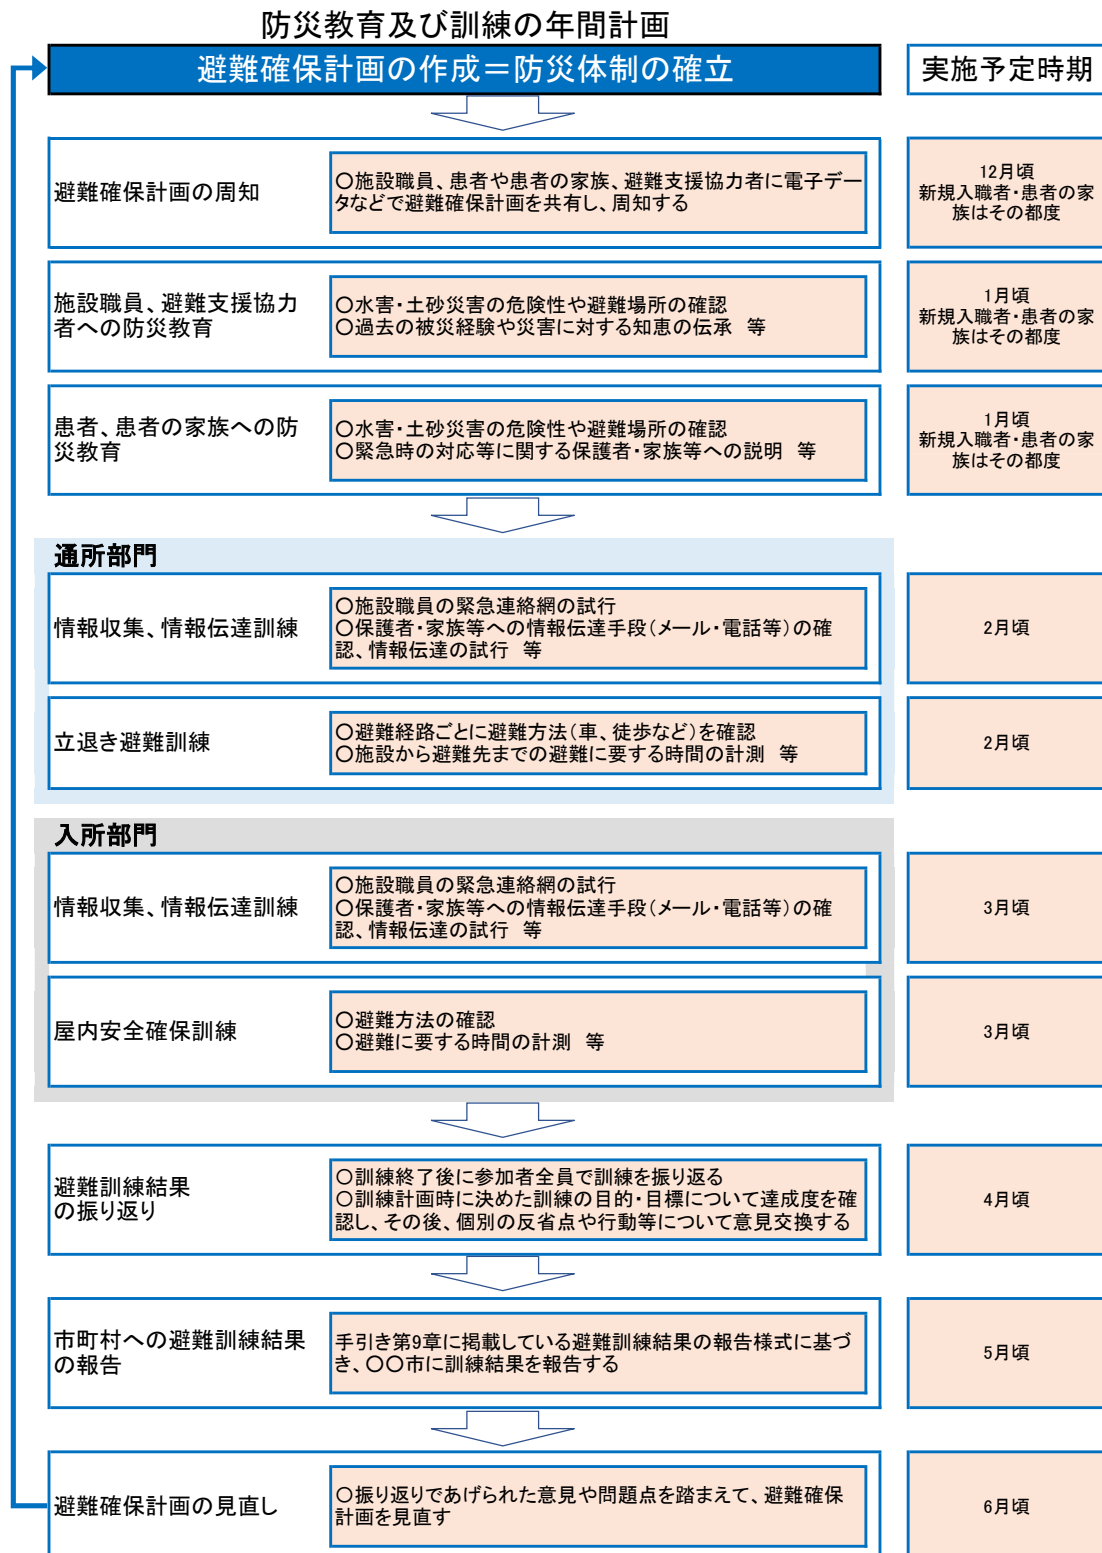 防災教育及び訓練の年間計画
避難確保計画の作成＝防災体制の確立
実施予定時期
避難確保計画の周知
〇施設職員、患者や患者の家族、避難支援協力者に電子デー
タなどで避難確保計画を共有し、周知する
12月頃
新規入職者・患者の家
族はその都度
施設職員、避難支援協力
者への防災教育
〇水害・土砂災害の危険性や避難場所の確認
〇過去の被災経験や災害に対する知恵の伝承　等
1月頃
新規入職者・患者の家
族はその都度
患者、患者の家族への防
災教育
〇水害・土砂災害の危険性や避難場所の確認
〇緊急時の対応等に関する保護者・家族等への説明　等
1月頃
新規入職者・患者の家
族はその都度
通所部門
情報収集、情報伝達訓練
〇施設職員の緊急連絡網の試行
〇保護者・家族等への情報伝達手段（メール・電話等）の確
認、情報伝達の試行　等
2月頃
立退き避難訓練
〇避難経路ごとに避難方法（車、徒歩など）を確認
〇施設から避難先までの避難に要する時間の計測　等
2月頃
入所部門
情報収集、情報伝達訓練
〇施設職員の緊急連絡網の試行
〇保護者・家族等への情報伝達手段（メール・電話等）の確
認、情報伝達の試行　等
3月頃
屋内安全確保訓練
〇避難方法の確認
〇避難に要する時間の計測　等
3月頃
避難訓練結果
の振り返り
〇訓練終了後に参加者全員で訓練を振り返る
〇訓練計画時に決めた訓練の目的・目標について達成度を確
認し、その後、個別の反省点や行動等について意見交換する
4月頃
市町村への避難訓練結果
の報告
手引き第9章に掲載している避難訓練結果の報告様式に基づ
き、〇〇市に訓練結果を報告する
5月頃
避難確保計画の見直し
〇振り返りであげられた意見や問題点を踏まえて、避難確保
計画を見直す
6月頃